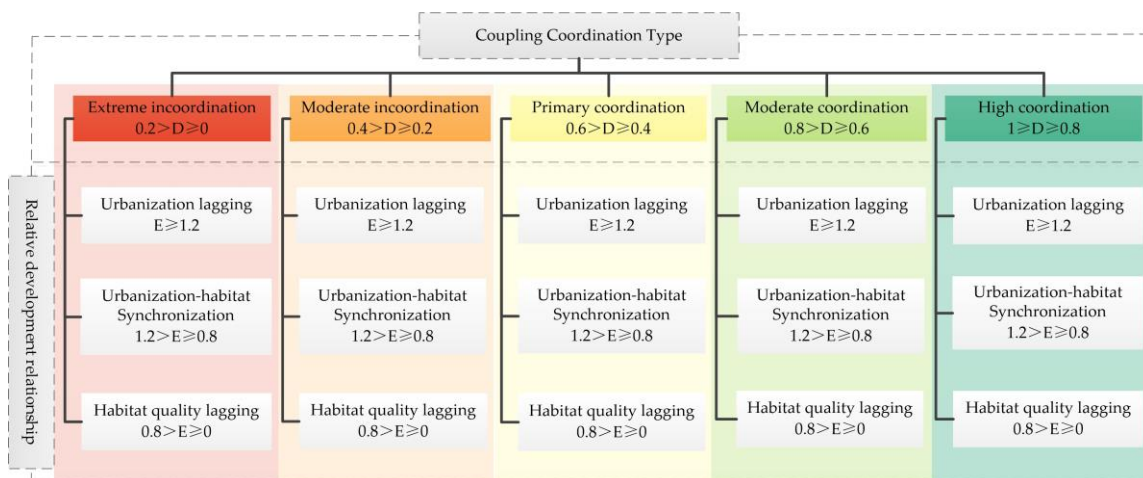 Coupling Coordination Type
Extreme incoordination
0.2>D≥0
Moderate incoordination
0.4>D≥0.2
Primary coordination
0.6>D≥0.4
Moderate coordination
0.8>D≥0.6
High coordination
1≥D≥0.8
Relative development relationship
Urbanization lagging
E≥1.2
Urbanization-habitat
Synchronization
1.2>E≥0.8
Habitat quality lagging
0.8>E≥0
Urbanization lagging
E≥1.2
Urbanization-habitat
Synchronization
1.2>E≥0.8
Habitat quality lagging
0.8>E≥0
Urbanization lagging
E≥1.2
Urbanization-habitat
Synchronization
1.2>E≥0.8
Habitat quality lagging
0.8>E≥0
Urbanization lagging
E≥1.2
Urbanization-habitat
Synchronization
1.2>E≥0.8
Habitat quality lagging
0.8>E≥0
Urbanization lagging
E≥1.2
Urbanization-habitat
Synchronization
1.2>E≥0.8
Habitat quality lagging
0.8>E≥0